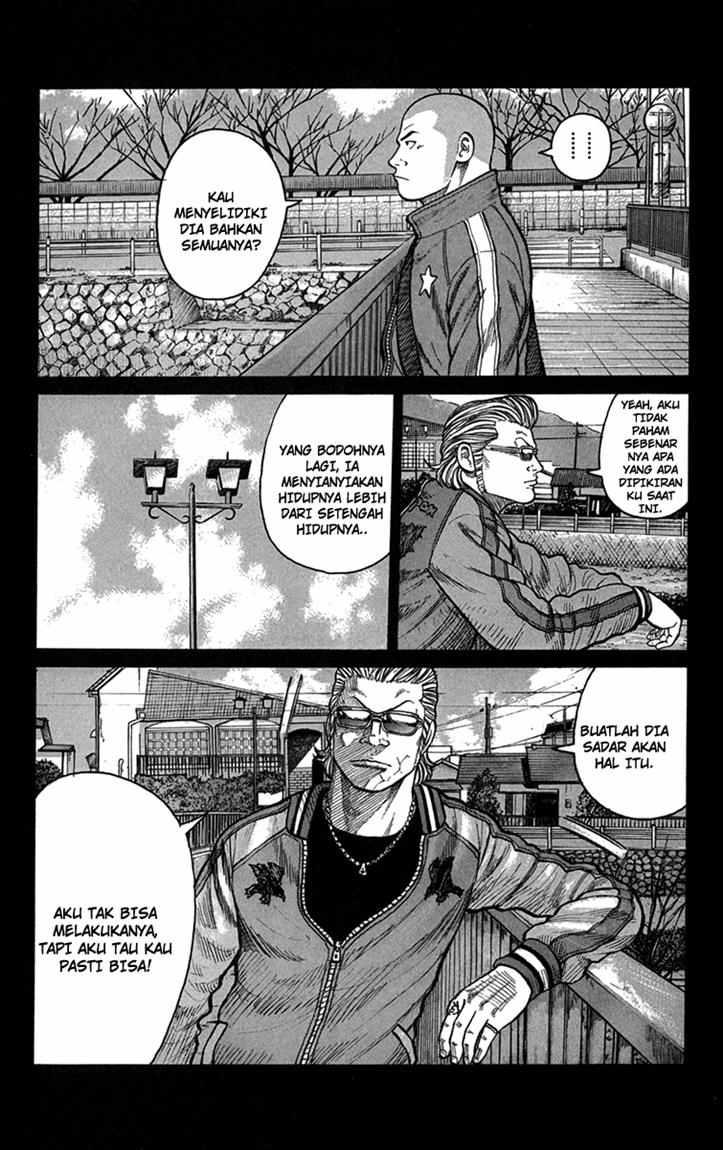 ......
KAU
MENYELIDIKI
DIA BAHKAN
SEMUANYA?
YEAH, AKU
TIDAK
PAHAM
SEBENAR
NYA APA
YANG ADA
DIPIKIRAN
KU SAAT
INI.
YANG BODOHNYA
LAGI, IA
MENYIANYIAKAN
HIDUPNYA LEBIH
DARI SETENGAH
HIDUPNYA..
BUATLAH DIA
SADAR AKAN
HAL ITU.
AKU TAK BISA
MELAKUKANYA,
TAPI AKU TAU KAU
PASTI BISA!